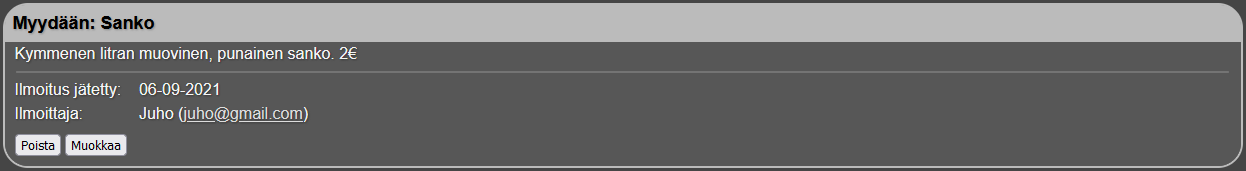 Myydään: Sanko
Kymmenen litran muovinen, punainen sanko. 2€
Ilmoitus jätetty: 06-09-2021
Ilmoittaja: Juho (juho@gmail.com)
Poista Muokkaa